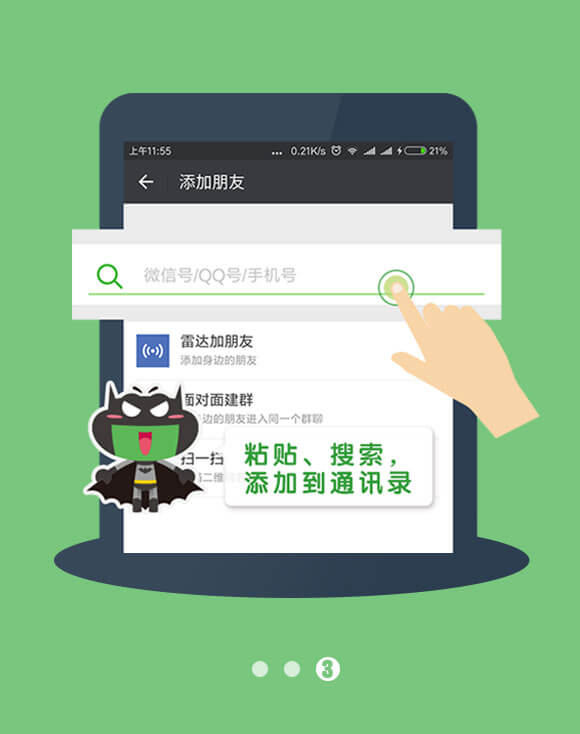 上午11:55 ... 0.21K/s 21%
添加朋友
微信号/QQ号/手机号
雷达加朋友
添加身边的朋友
面对面建群
边的朋友进入同一个群聊
扫一扫
二维
粘贴、搜索，
添加到通讯录
3